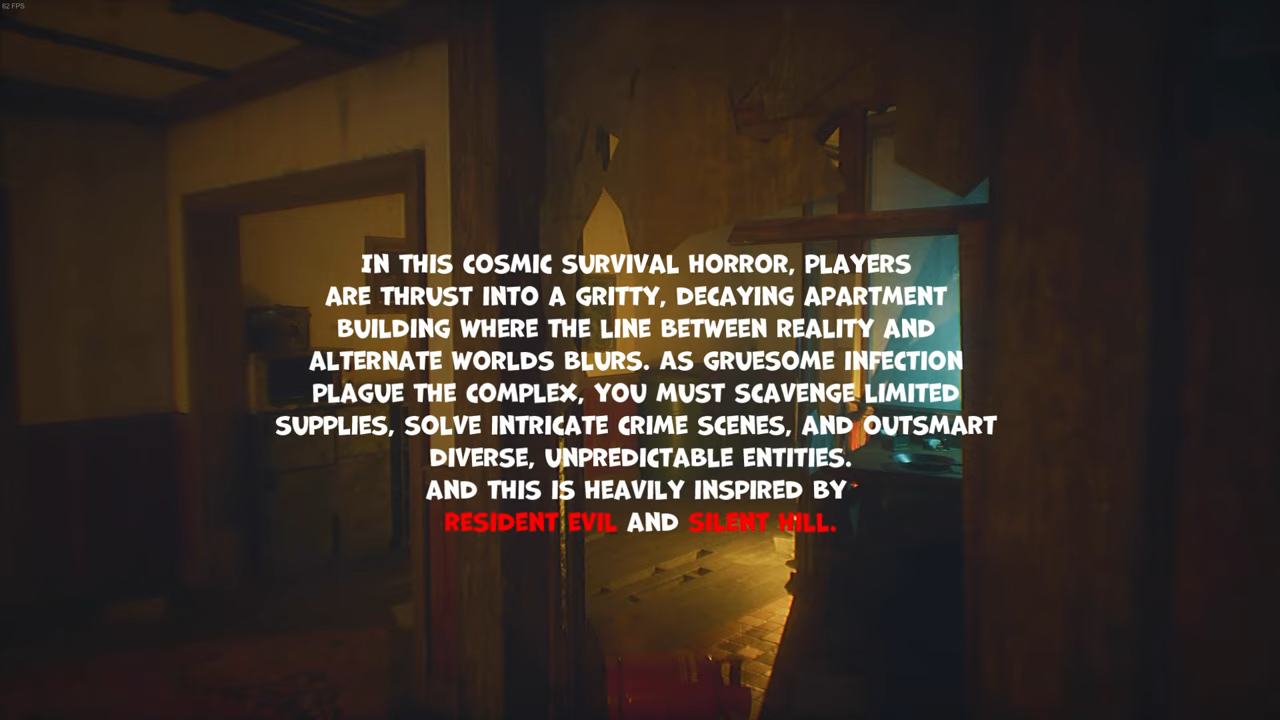 82 FPS
IN THIS COSMIC SURVIVAL HORROR, PLAYERS
ARE THRUST INTO A GRITTY, DECAYING APARTMENT
BUILDING WHERE THE LINE BETWEEN REALITY AND
ALTERNATE WORLDS BLURS. AS GRUESOME INFECTION
PLAGUE THE COMPLEX, YOU MUST SCAVENGE LIMITED
SUPPLIES, SOLVE INTRICATE CRIME SCENES, AND OUTSMART
DIVERSE, UNPREDICTABLE ENTITIES.
AND THIS IS HEAVILY INSPIRED BY
RESIDENT EVIL AND SILENT HILL.